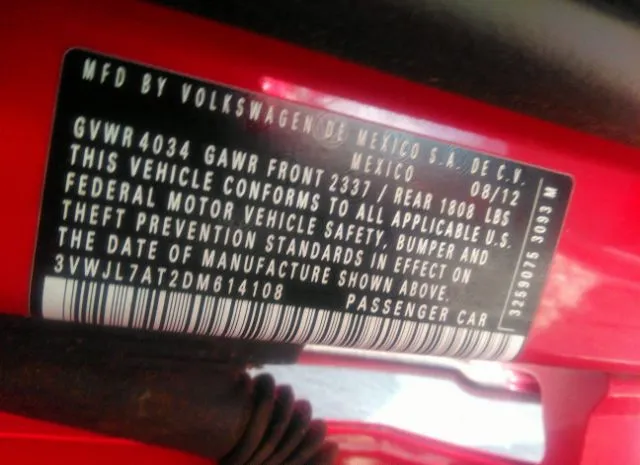 MFD BY VOLKSWAGEN DE MEXICO S.A. DE C.V.
MEXICO 08/12
GVWR 4034 GAWR FRONT 2337 / REAR 1808 LBS
THIS VEHICLE CONFORMS TO ALL APPLICABLE U.S.
FEDERAL MOTOR VEHICLE SAFETY, BUMPER AND
THEFT PREVENTION STANDARDS IN EFFECT ON
THE DATE OF MANUFACTURE SHOWN ABOVE.
3VWJL7AT2DM614108 PASSENGER CAR
3259075 3093 M